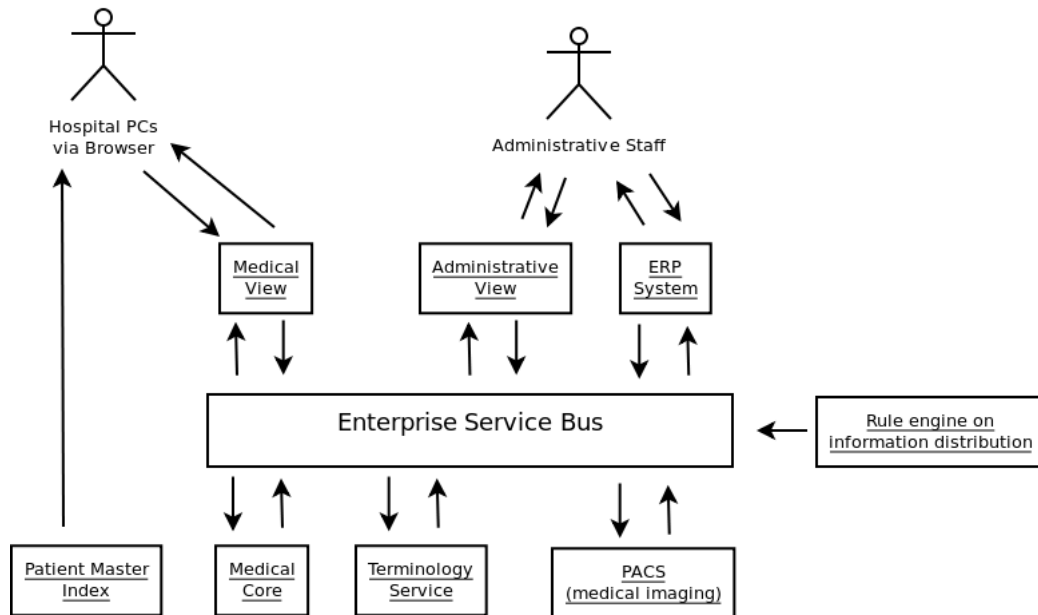 Hospital PCs
via Browser
Administrative Staff
Medical
View
Administrative
View
ERP
System
Enterprise Service Bus
Rule engine on
information distribution
Patient Master
Index
Medical
Core
Terminology
Service
PACS
(medical imaging)